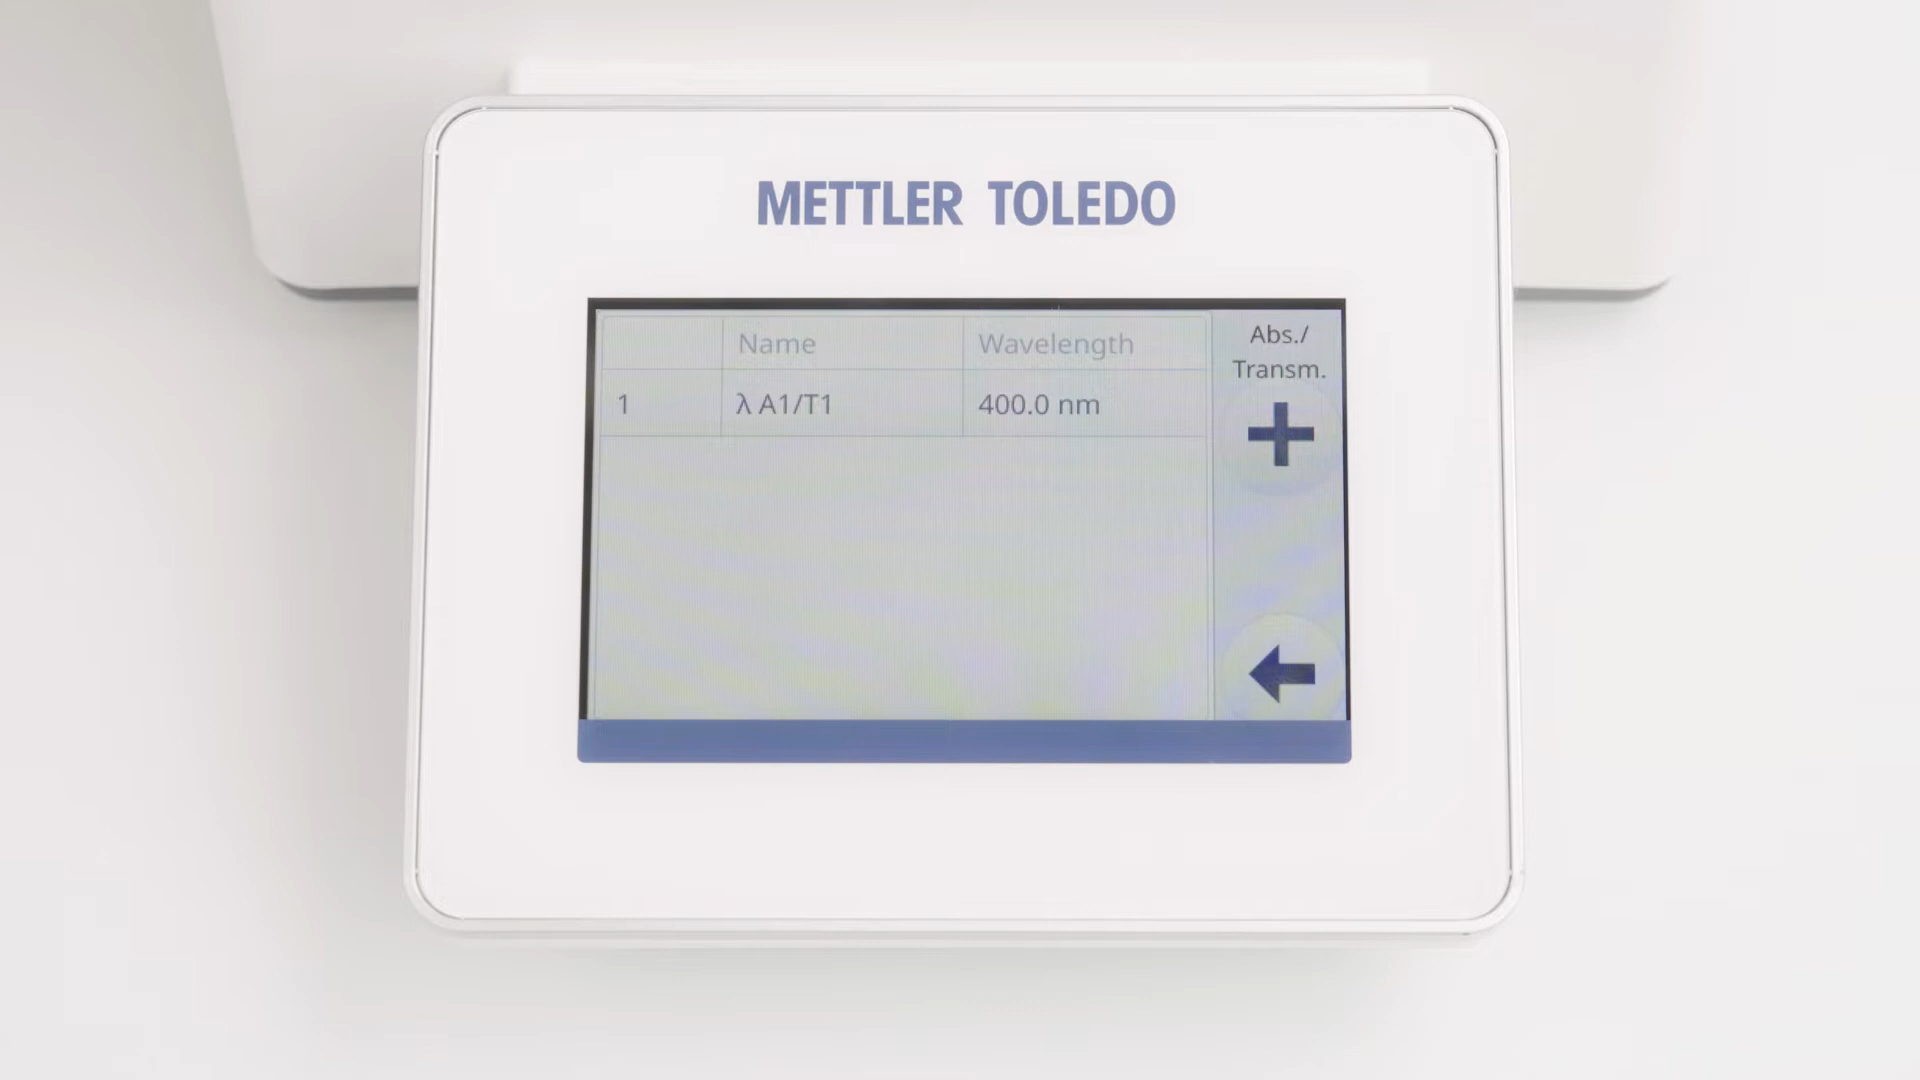 METTLER TOLEDO
Name Wavelength
1 λ A1/T1 400.0 nm
Abs./
Transm.